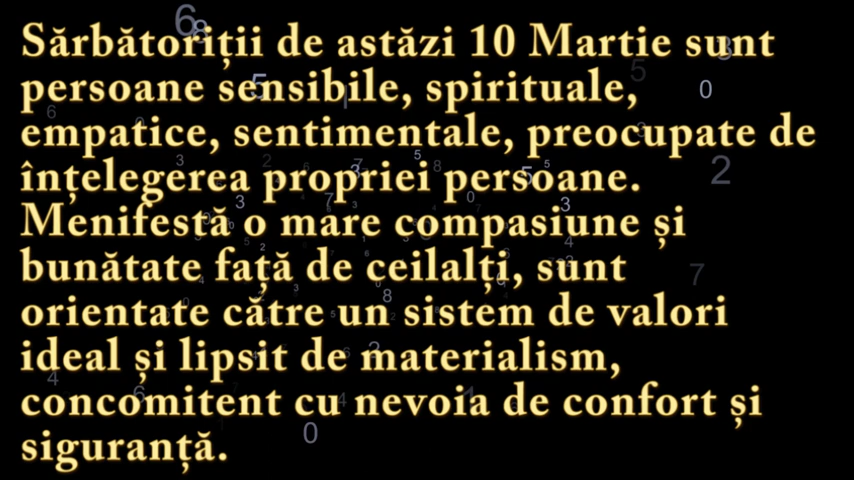 Sărbătoriții de astăzi 10 Martie sunt
persoane sensibile, spirituale,
empatice, sentimentale, preocupate de
înțelegerea propriei persoane.
Menifestă o mare compasiune și
bunătate față de ceilalți, sunt
orientate către un sistem de valori
ideal și lipsit de materialism,
concomitent cu nevoia de confort și
siguranță.